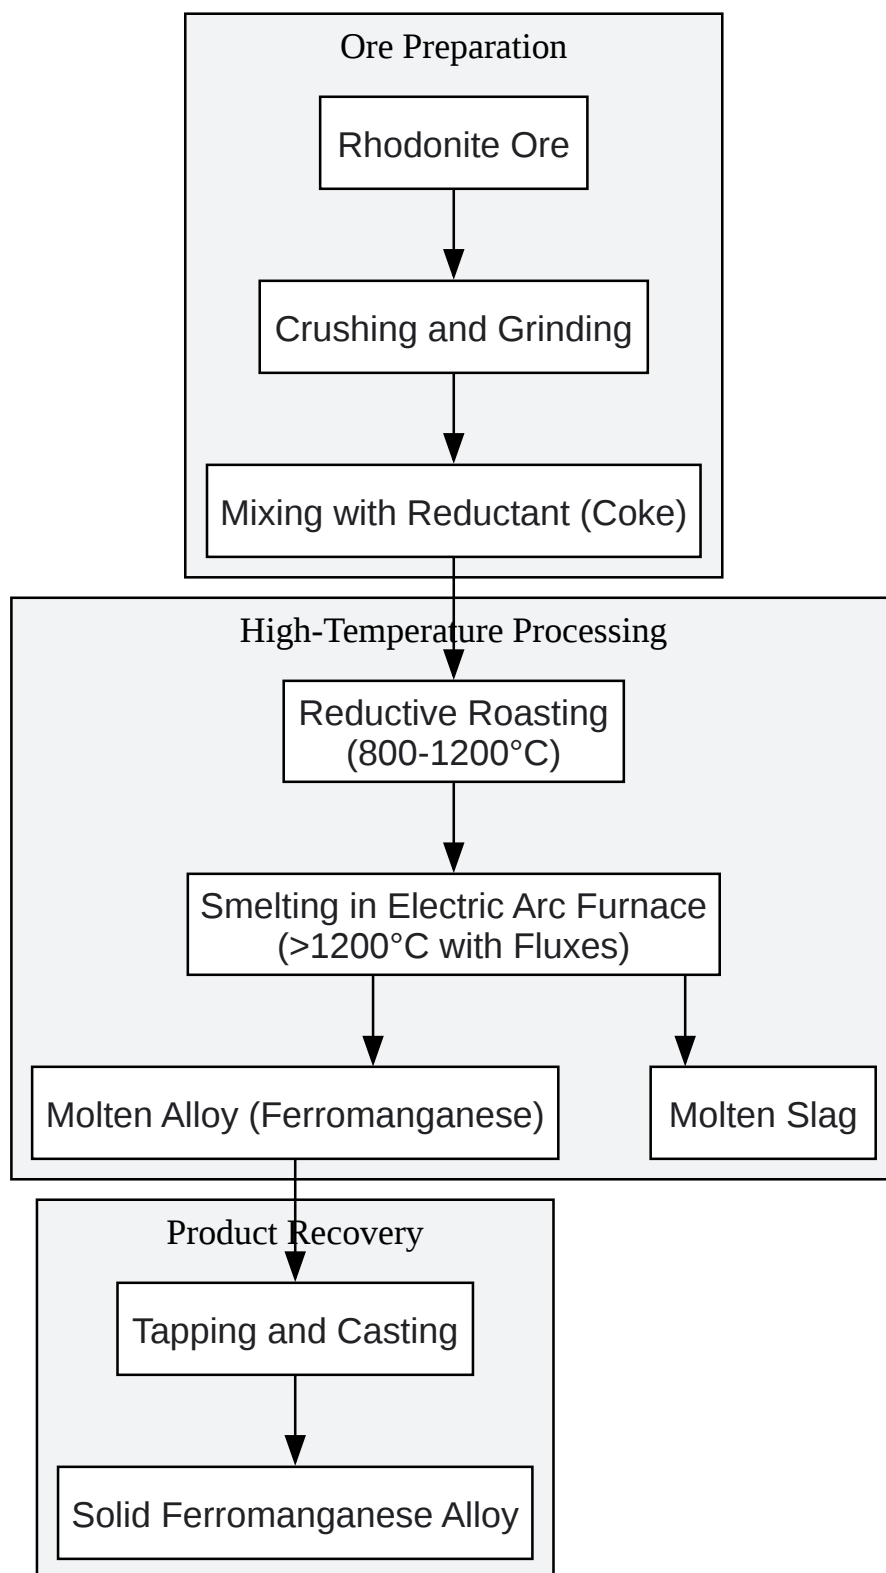 Ore Preparation
Rhodonite Ore
Crushing and Grinding
Mixing with Reductant (Coke)
High-Temperature Processing
Reductive Roasting
(800-1200°C)
Smelting in Electric Arc Furnace
(>1200°C with Fluxes)
Molten Alloy (Ferromanganese)
Molten Slag
Product Recovery
Tapping and Casting
Solid Ferromanganese Alloy